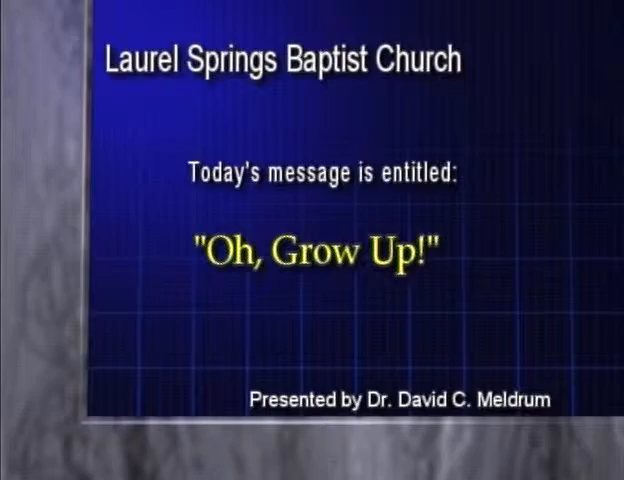 Laurel Springs Baptist Church
Today's message is entitled:
"Oh, Grow Up!"
Presented by Dr. David C. Meldrum